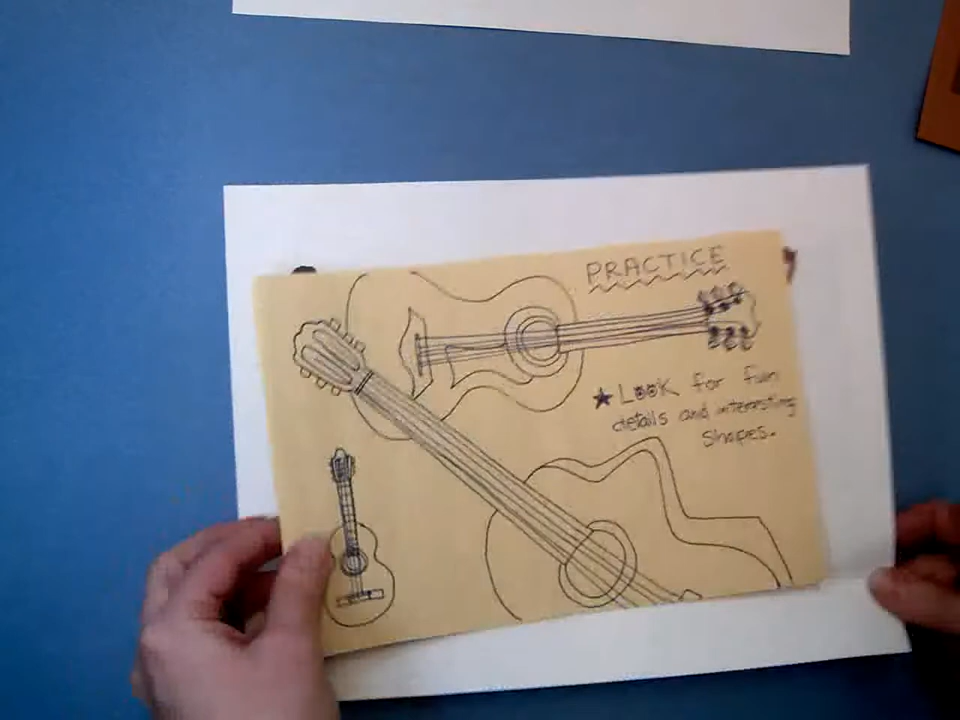 PRACTICE
★ Look for fun
details and interesting
shapes.